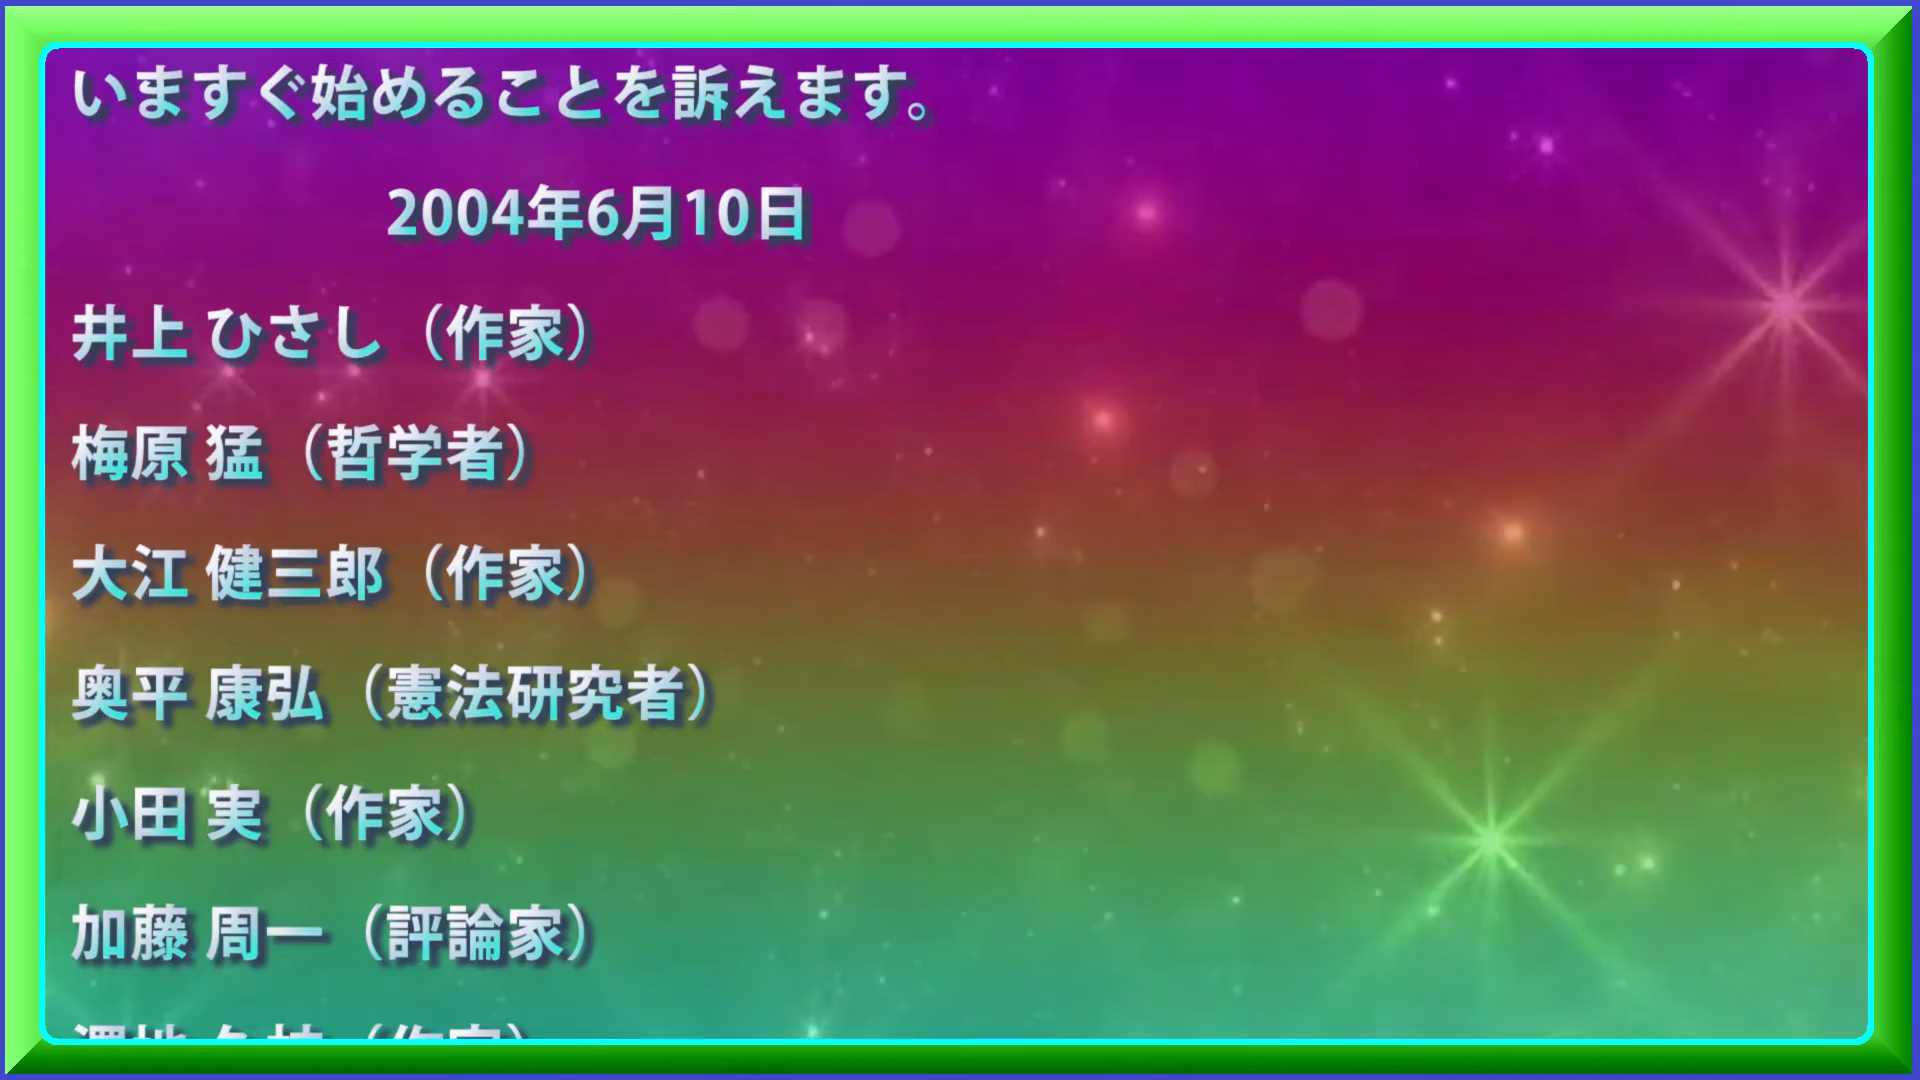 いますぐ始めることを訴えます。
2004年6月10日
井上 ひさし（作家）
梅原 猛（哲学者）
大江 健三郎（作家）
奥平 康弘（憲法研究者）
小田 実（作家）
加藤 周一（評論家）